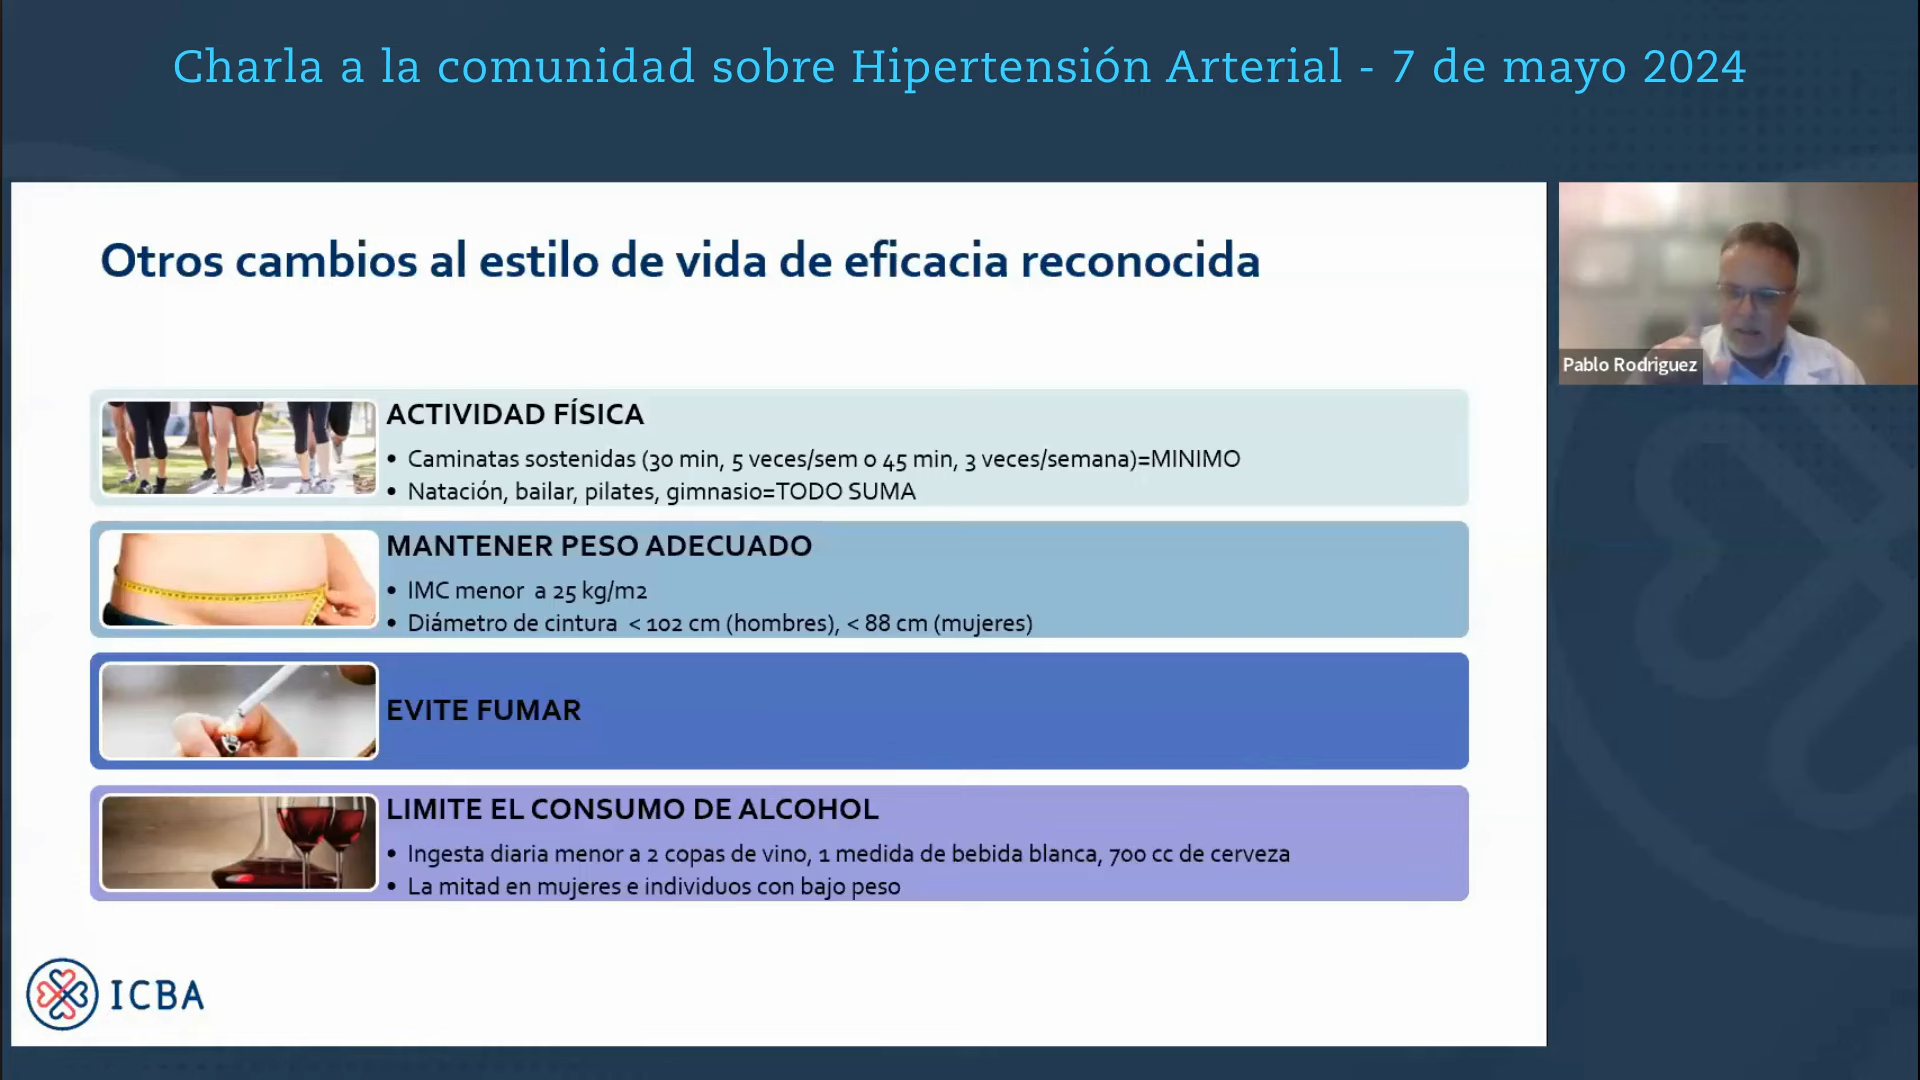 Charla a la comunidad sobre Hipertensión Arterial - 7 de mayo 2024
Otros cambios al estilo de vida de eficacia reconocida
Pablo Rodriguez
ACTIVIDAD FÍSICA
• Caminatas sostenidas (30 min, 5 veces/sem o 45 min, 3 veces/semana)=MINIMO
• Natación, bailar, pilates, gimnasio=TODO SUMA
MANTENER PESO ADECUADO
• IMC menor  a 25 kg/m2
• Diámetro de cintura  < 102 cm (hombres), < 88 cm (mujeres)
EVITE FUMAR
LIMITE EL CONSUMO DE ALCOHOL
• Ingesta diaria menor a 2 copas de vino, 1 medida de bebida blanca, 700 cc de cerveza
• La mitad en mujeres e individuos con bajo peso
ICBA